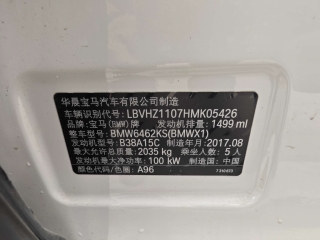 华晨宝马汽车有限公司制造
车辆识别代号: LBVHZ1107HMK05426
品牌: 宝马(BMW) 发动机排量: 1499 ml
整车型号: BMW6462KS(BMWX1)
发动机型号: B38A15C 制造年月: 2017.08
最大允许总质量: 2035 kg 乘坐人数: 5 人
发动机最大净功率: 100 kW 制造国: 中国
颜色代号/色圈: A96